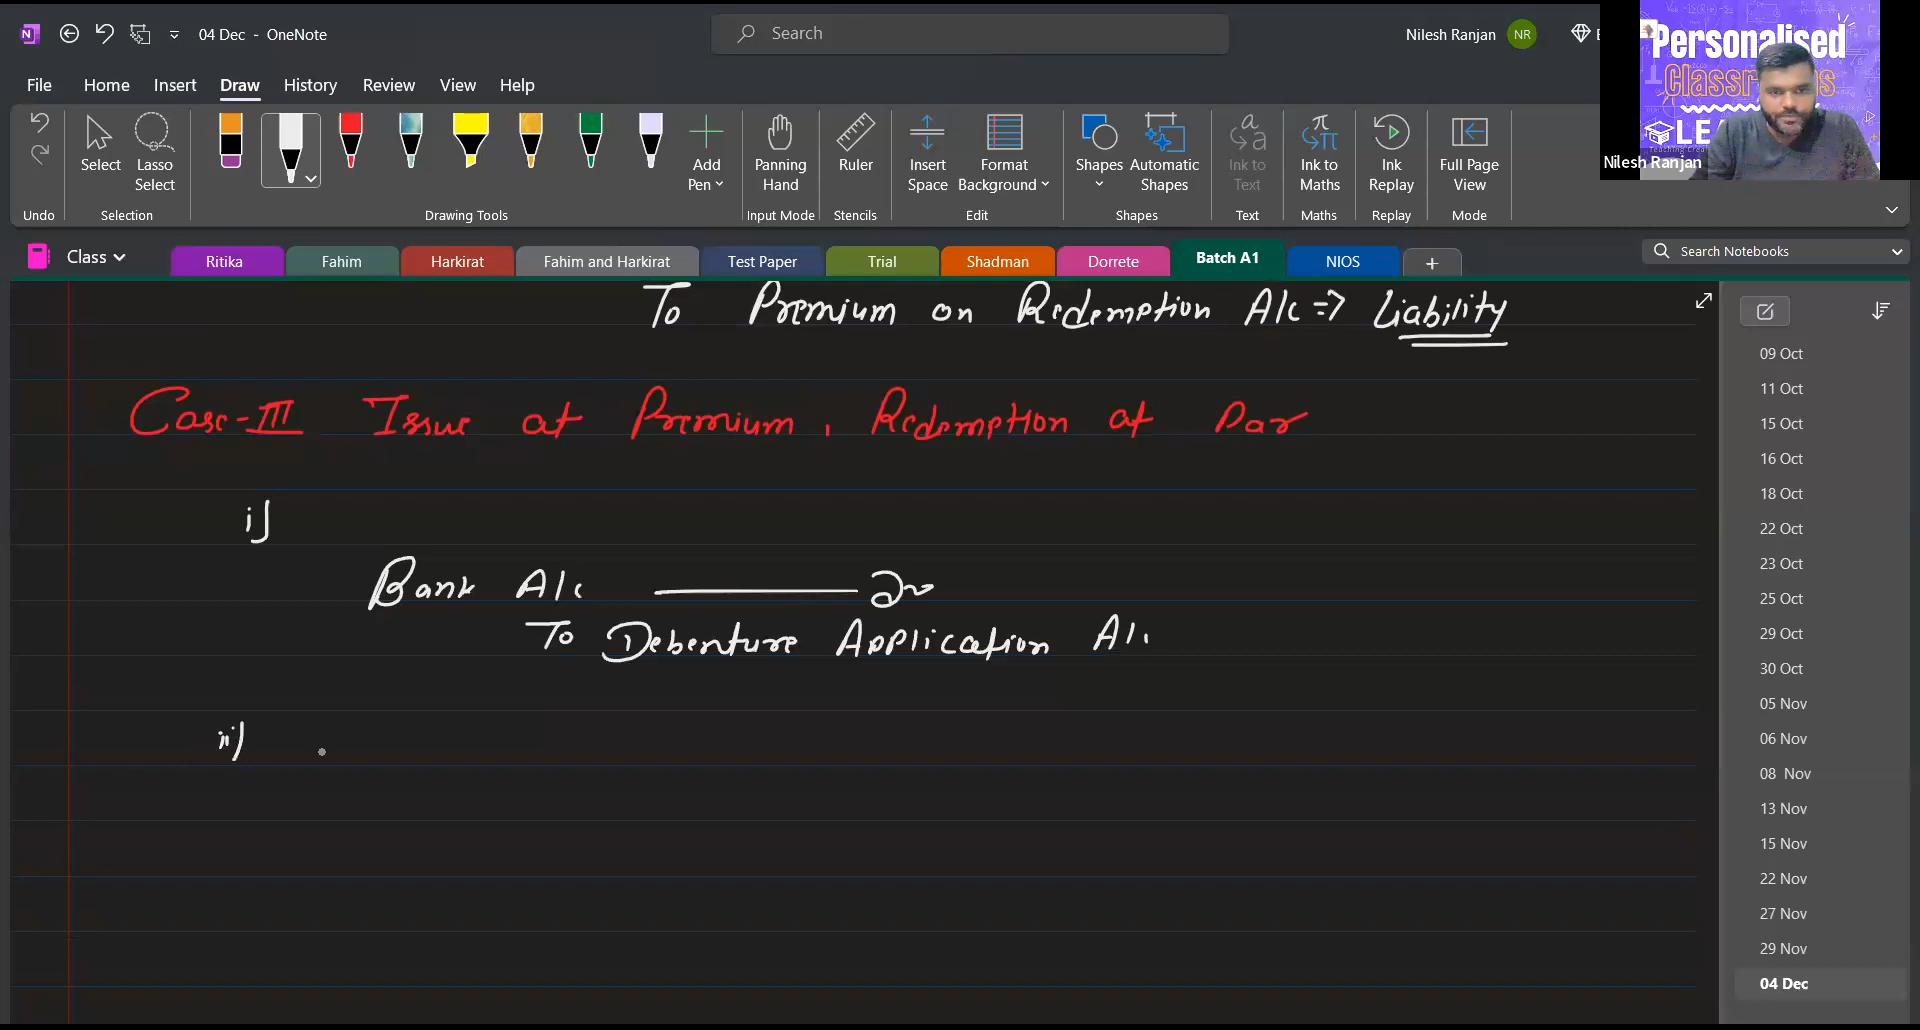 04 Dec - OneNote
Search
Nilesh Ranjan NR
File Home Insert Draw History Review View Help
Select
Lasso Select
Add Pen
Panning Hand
Ruler
Insert Space
Format Background
Shapes
Automatic Shapes
Ink to Text
Ink to Maths
Ink Replay
Full Page View
Undo Selection Drawing Tools Input Mode Stencils Edit Shapes Text Maths Replay Mode
Personalised
Nilesh Ranjan
Class Ritika Fahim Harkirat Fahim and Harkirat Test Paper Trial Shadman Dorrete Batch A1 NIOS + Search Notebooks
To Premium on Redemption A/c => Liability
Case-III Issue at Premium, Redemption at Par
i)
Bank A/c
To Debenture Application A/c
ii)
09 Oct
11 Oct
15 Oct
16 Oct
18 Oct
22 Oct
23 Oct
25 Oct
29 Oct
30 Oct
05 Nov
06 Nov
08 Nov
13 Nov
15 Nov
22 Nov
27 Nov
29 Nov
04 Dec